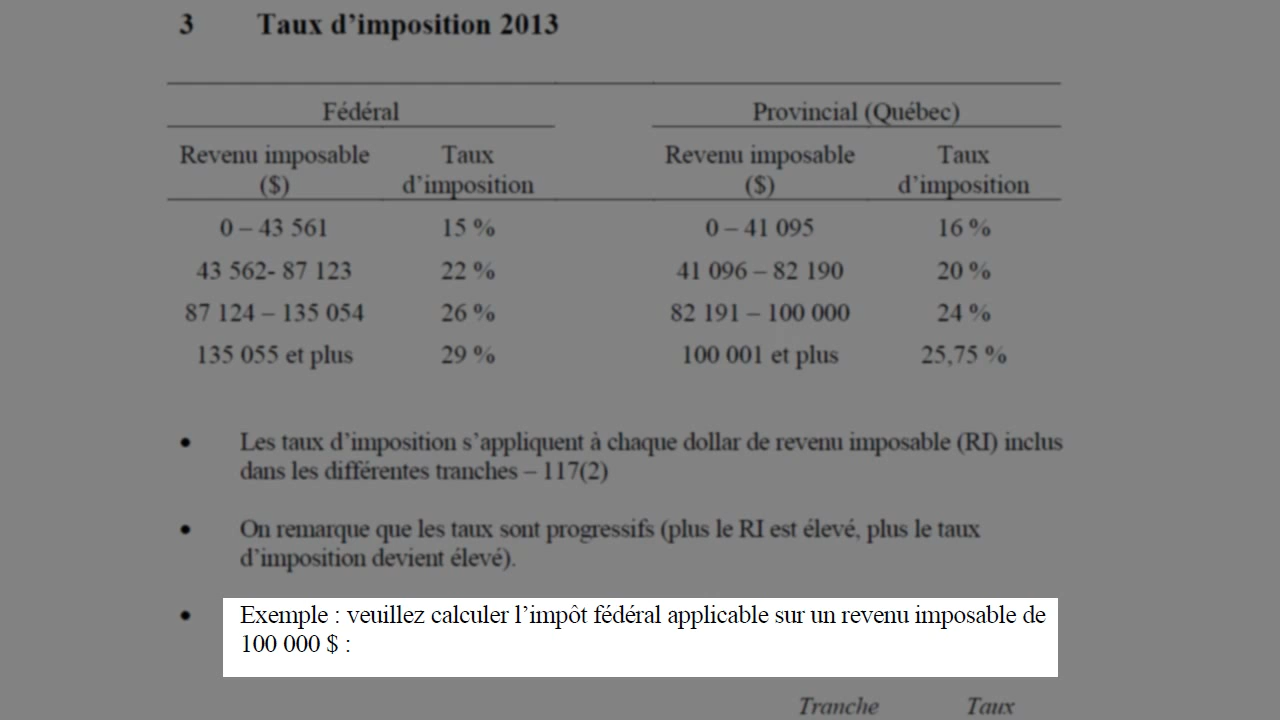 3 Taux d'imposition 2013
Fédéral Provincial (Québec)
Revenu imposable Taux Revenu imposable Taux
($) d'imposition ($) d'imposition
0 – 43 561 15 % 0 – 41 095 16 %
43 562- 87 123 22 % 41 096 – 82 190 20 %
87 124 – 135 054 26 % 82 191 – 100 000 24 %
135 055 et plus 29 % 100 001 et plus 25,75 %
• Les taux d'imposition s'appliquent à chaque dollar de revenu imposable (RI) inclus
dans les différentes tranches – 117(2)
• On remarque que les taux sont progressifs (plus le RI est élevé, plus le taux
d'imposition devient élevé).
• Exemple : veuillez calculer l'impôt fédéral applicable sur un revenu imposable de
100 000 $ :
Tranche Taux